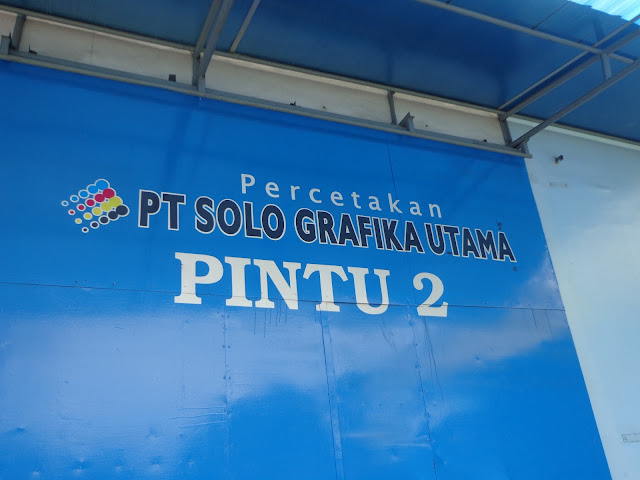 Percetakan
PT SOLO GRAFIKA UTAMA
PINTU 2